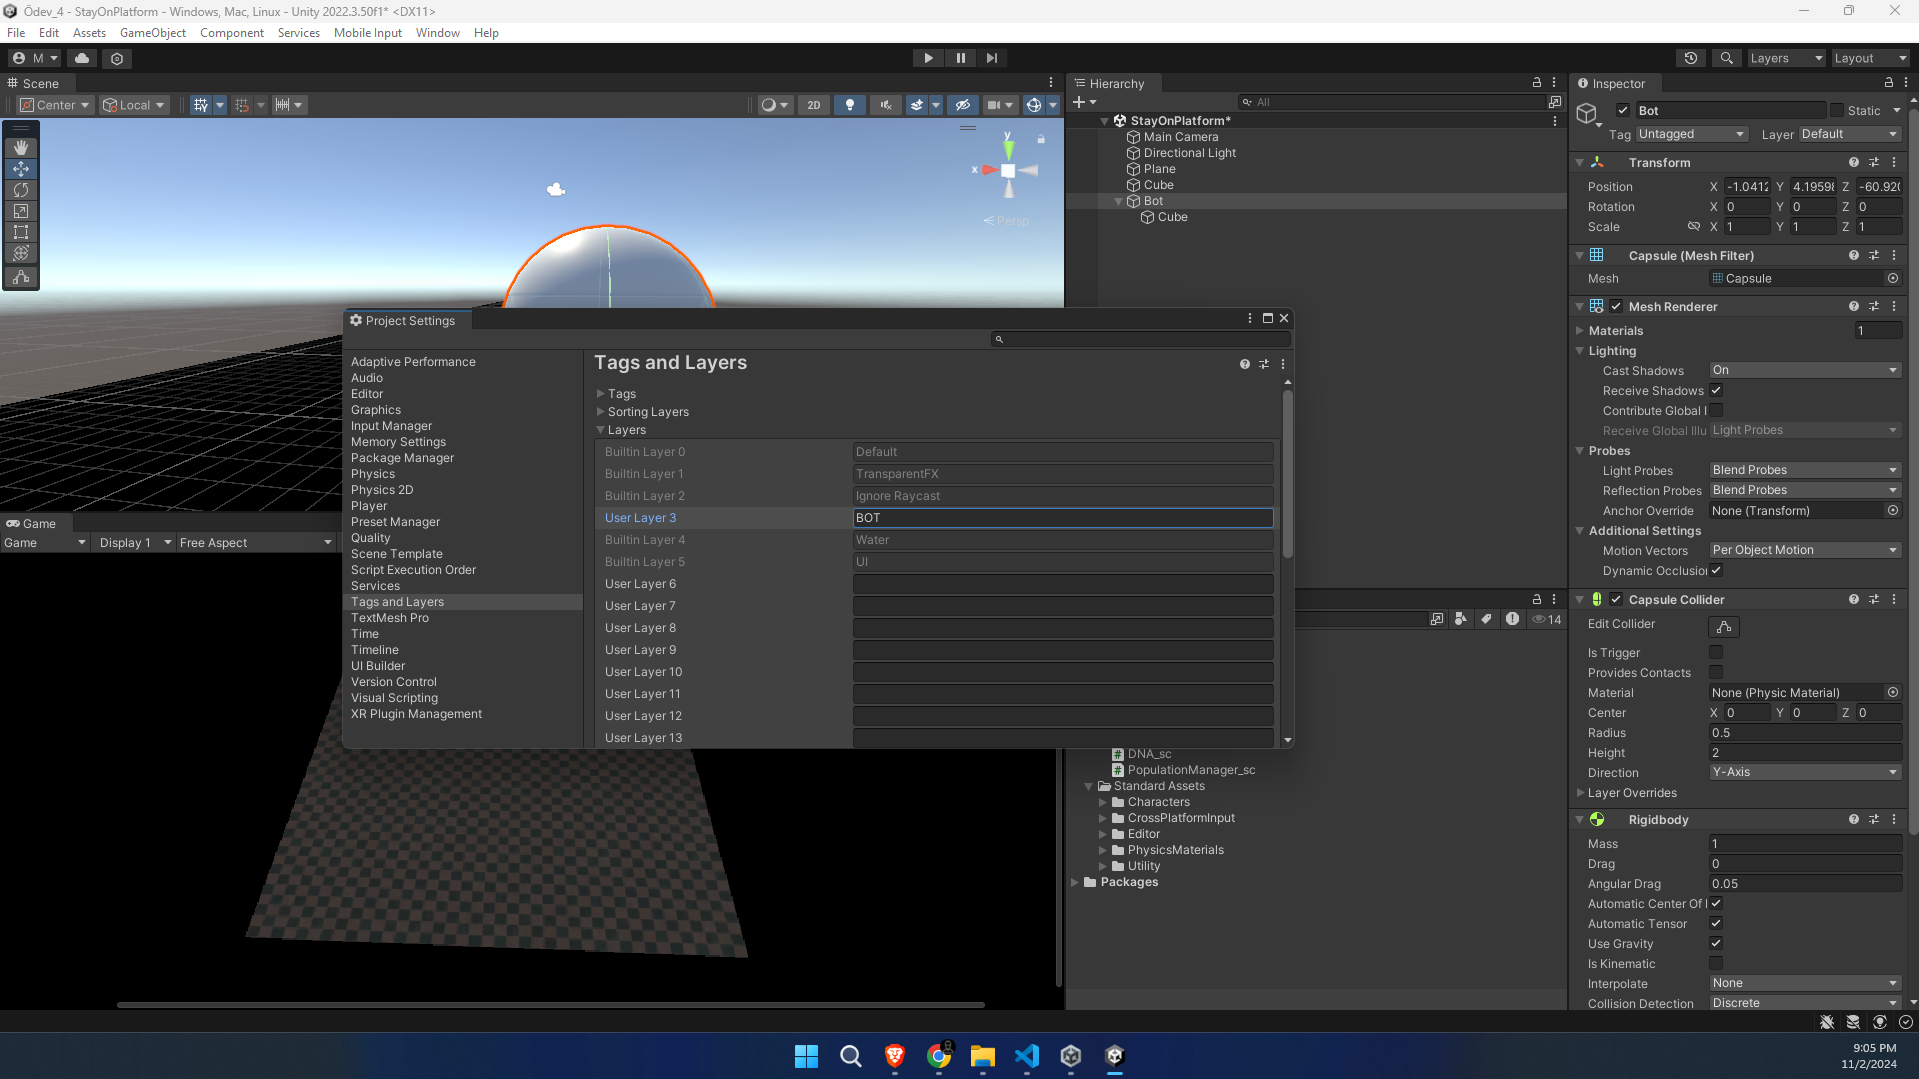 Ödev_4 - StayOnPlatform - Windows, Mac, Linux - Unity 2022.3.50f1* <DX11>
File Edit Assets GameObject Component Services Mobile Input Window Help
M Layers Layout
Scene
Center Local 2D
y
x
Persp
Game
Game Display 1 Free Aspect
Hierarchy
All
StayOnPlatform*
Main Camera
Directional Light
Plane
Cube
Bot
Cube
Project Settings
Adaptive Performance
Audio
Editor
Graphics
Input Manager
Memory Settings
Package Manager
Physics
Physics 2D
Player
Preset Manager
Quality
Scene Template
Script Execution Order
Services
Tags and Layers
TextMesh Pro
Time
Timeline
UI Builder
Version Control
Visual Scripting
XR Plugin Management
Tags and Layers
Tags
Sorting Layers
Layers
Builtin Layer 0 Default
Builtin Layer 1 TransparentFX
Builtin Layer 2 Ignore Raycast
User Layer 3 BOT
Builtin Layer 4 Water
Builtin Layer 5 UI
User Layer 6
User Layer 7
User Layer 8
User Layer 9
User Layer 10
User Layer 11
User Layer 12
User Layer 13
14
DNA_sc
PopulationManager_sc
Standard Assets
Characters
CrossPlatformInput
Editor
PhysicsMaterials
Utility
Packages
Inspector
Bot Static
Tag Untagged Layer Default
Transform
Position X -1.0412 Y 4.19598 Z -60.920
Rotation X 0 Y 0 Z 0
Scale X 1 Y 1 Z 1
Capsule (Mesh Filter)
Mesh Capsule
Mesh Renderer
Materials 1
Lighting
Cast Shadows On
Receive Shadows
Contribute Global I
Receive Global Illu Light Probes
Probes
Light Probes Blend Probes
Reflection Probes Blend Probes
Anchor Override None (Transform)
Additional Settings
Motion Vectors Per Object Motion
Dynamic Occlusion
Capsule Collider
Edit Collider
Is Trigger
Provides Contacts
Material None (Physic Material)
Center X 0 Y 0 Z 0
Radius 0.5
Height 2
Direction Y-Axis
Layer Overrides
Rigidbody
Mass 1
Drag 0
Angular Drag 0.05
Automatic Center Of
Automatic Tensor
Use Gravity
Is Kinematic
Interpolate None
Collision Detection Discrete
9:05 PM
11/2/2024